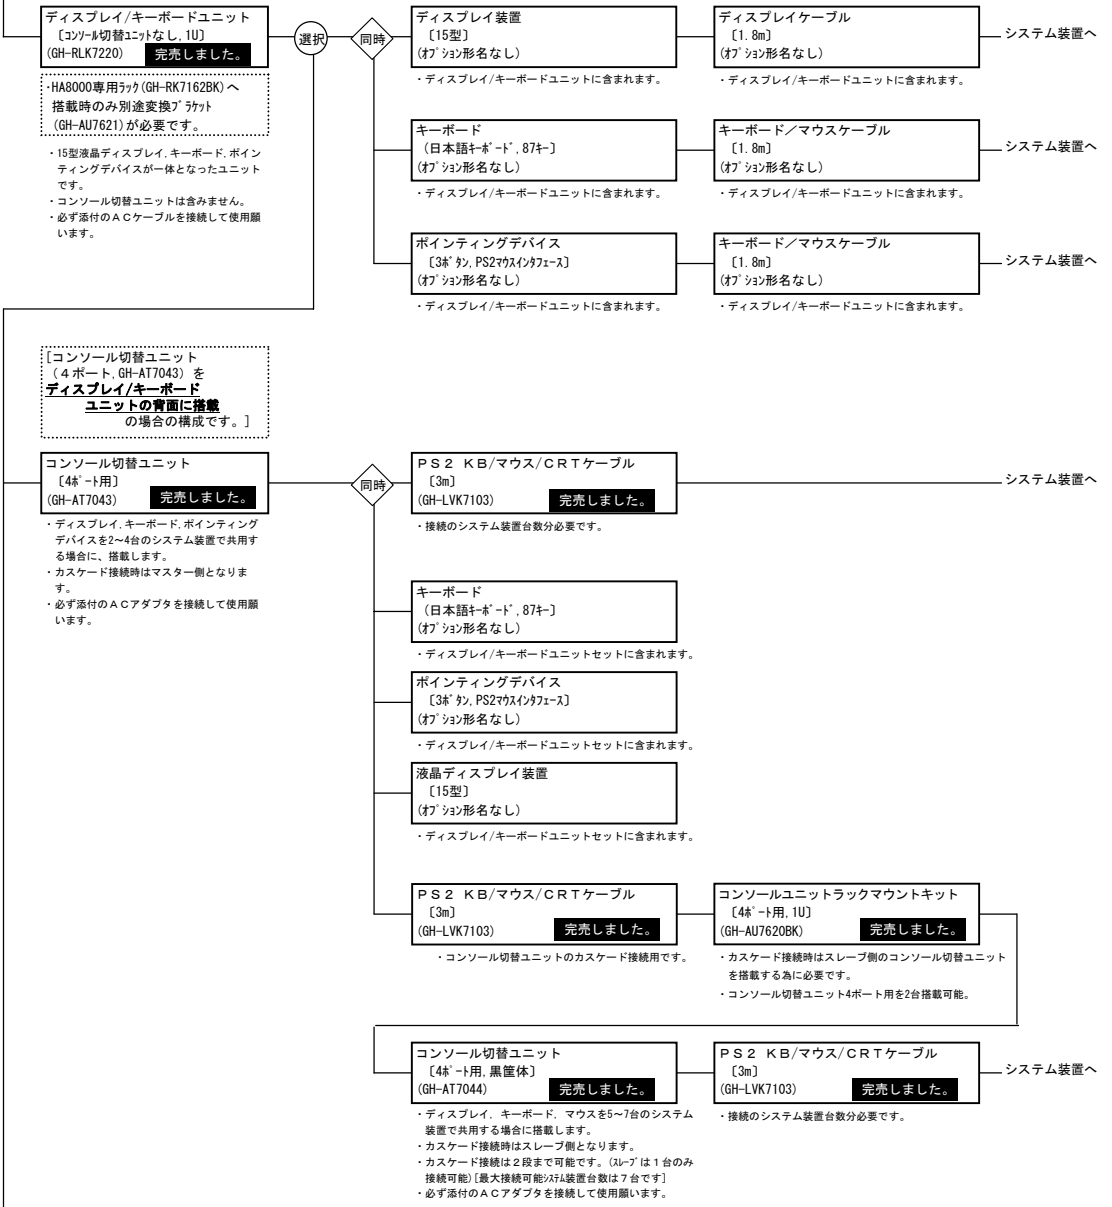 ディスプレイ/キーボードユニット
〔ｺﾝｿｰﾙ切替ﾕﾆｯﾄなし,1U〕
(GH-RLK7220) 完売しました。
選択
同時
ディスプレイ装置
〔15型〕
(ｵﾌﾟｼｮﾝ形名なし)
・ディスプレイ/キーボードユニットに含まれます。
ディスプレイケーブル
〔1.8m〕
(ｵﾌﾟｼｮﾝ形名なし)
・ディスプレイ/キーボードユニットに含まれます。
システム装置へ
・HA8000専用ﾗｯｸ(GH-RK7162BK)へ
搭載時のみ別途変換ﾌﾞﾗｹｯﾄ
(GH-AU7621)が必要です。
・15型液晶ディスプレイ,キーボード,ポイン
ティングデバイスが一体となったユニット
です。
・コンソール切替ユニットは含みません。
・必ず添付のＡＣケーブルを接続して使用願
います。
キーボード
（日本語ｷｰﾎﾞｰﾄﾞ,87ｷｰ〕
(ｵﾌﾟｼｮﾝ形名なし)
・ディスプレイ/キーボードユニットに含まれます。
キーボード／マウスケーブル
〔1.8m〕
(ｵﾌﾟｼｮﾝ形名なし)
・ディスプレイ/キーボードユニットに含まれます。
システム装置へ
ポインティングデバイス
〔3ﾎﾞﾀﾝ,PS2ﾏｳｽｲﾝﾀﾌｪｰｽ〕
(ｵﾌﾟｼｮﾝ形名なし)
・ディスプレイ/キーボードユニットに含まれます。
キーボード／マウスケーブル
〔1.8m〕
(ｵﾌﾟｼｮﾝ形名なし)
・ディスプレイ/キーボードユニットに含まれます。
システム装置へ
[コンソール切替ユニット
（４ポート,GH-AT7043）を
ディスプレイ/キーボード
ユニットの背面に搭載
の場合の構成です。]
コンソール切替ユニット
〔4ﾎﾟｰﾄ用〕
(GH-AT7043) 完売しました。
・ディスプレイ,キーボード,ポインティング
デバイスを2～4台のシステム装置で共用す
る場合に、搭載します。
・カスケード接続時はマスター側となりま
す。
・必ず添付のＡＣアダプタを接続して使用願
います。
同時
ＰＳ２ ＫＢ/マウス/ＣＲＴケーブル
〔3m〕
(GH-LVK7103) 完売しました。
・接続のシステム装置台数分必要です。
システム装置へ
キーボード
（日本語ｷｰﾎﾞｰﾄﾞ,87ｷｰ〕
(ｵﾌﾟｼｮﾝ形名なし)
・ディスプレイ/キーボードユニットセットに含まれます。
ポインティングデバイス
〔3ﾎﾞﾀﾝ,PS2ﾏｳｽｲﾝﾀﾌｪｰｽ〕
(ｵﾌﾟｼｮﾝ形名なし)
・ディスプレイ/キーボードユニットセットに含まれます。
液晶ディスプレイ装置
〔15型〕
(ｵﾌﾟｼｮﾝ形名なし)
・ディスプレイ/キーボードユニットセットに含まれます。
ＰＳ２ ＫＢ/マウス/ＣＲＴケーブル
〔3m〕
(GH-LVK7103) 完売しました。
・コンソール切替ユニットのカスケード接続用です。
コンソールユニットラックマウントキット
〔4ﾎﾟｰﾄ用,1U〕
(GH-AU7620BK) 完売しました。
・カスケード接続時はスレーブ側のコンソール切替ユニット
を搭載する為に必要です。
・コンソール切替ユニット4ポート用を2台搭載可能。
コンソール切替ユニット
〔4ﾎﾟｰﾄ用,黒筐体〕
(GH-AT7044) 完売しました。
・ディスプレイ, キーボード, マウスを5～7台のシステム
装置で共用する場合に搭載します。
・カスケード接続時はスレーブ側となります。
・カスケード接続は２段まで可能です。(ｽﾚｰﾌﾞは１台のみ
接続可能)[最大接続可能ｼｽﾃﾑ装置台数は７台です]
・必ず添付のＡＣアダプタを接続して使用願います。
ＰＳ２ ＫＢ/マウス/ＣＲＴケーブル
〔3m〕
(GH-LVK7103) 完売しました。
・接続のシステム装置台数分必要です。
システム装置へ